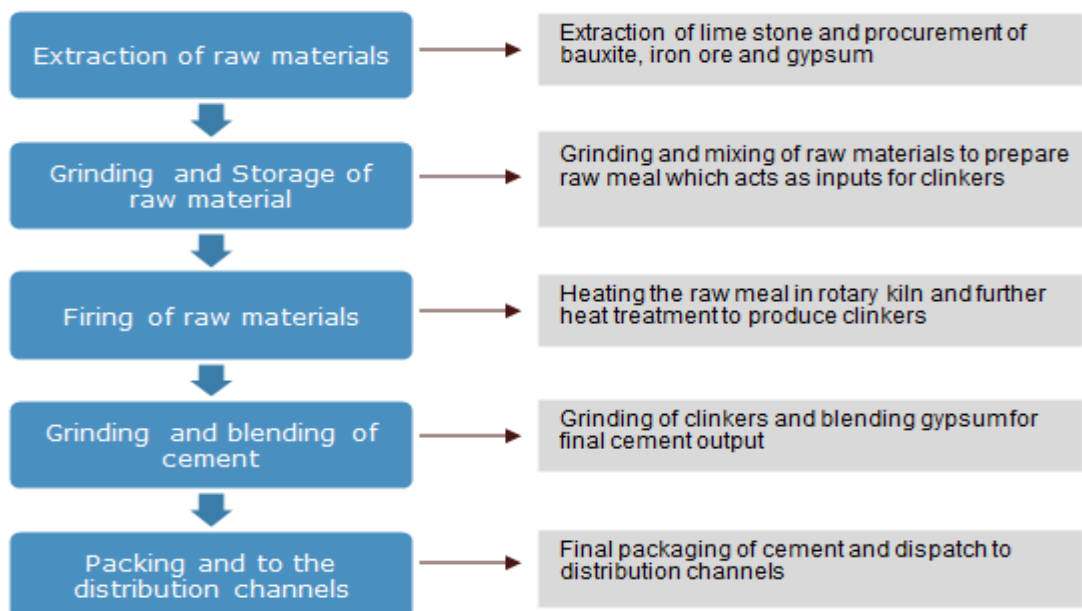 Extraction of raw materials
Extraction of lime stone and procurement of
bauxite, iron ore and gypsum
Grinding and Storage of
raw material
Grinding and mixing of raw materials to prepare
raw meal which acts as inputs for clinkers
Firing of raw materials
Heating the raw meal in rotary kiln and further
heat treatment to produce clinkers
Grinding and blending of
cement
Grinding of clinkers and blending gypsumfor
final cement output
Packing and to the
distribution channels
Final packaging of cement and dispatch to
distribution channels